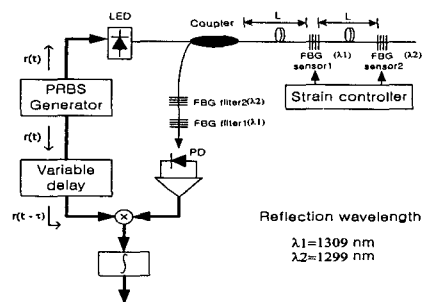 LED
Coupler
L
L
r(t)
FBG (λ1)
sensor1
FBG (λ2)
sensor2
PRBS
Generator
Strain controller
FBG filter2(λ2)
r(t)
FBG filter1(λ1)
PD
Variable
delay
r(t - τ)
×
Reflection wavelength
λ1=1309 nm
λ2=1299 nm
∫